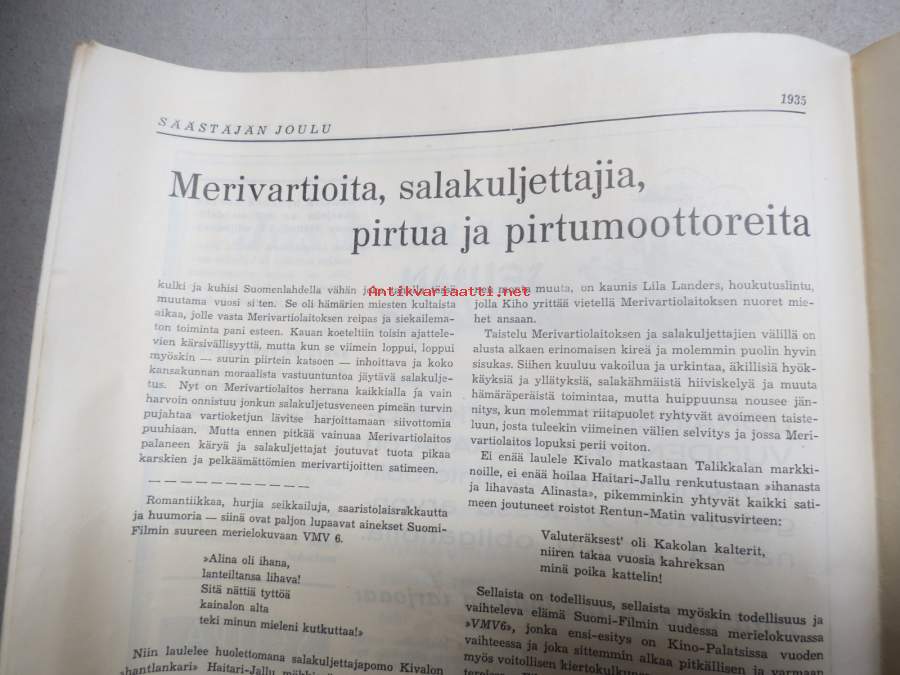 SÄÄSTÄJÄN JOULU
1935
Merivartioita, salakuljettajia,
pirtua ja pirtumoottoreita
kulki ja kuhisi Suomenlahdella vähän
muutama vuosi sitten. Se oli hämärien miesten kultaista
aikaa, jolle vasta Merivartiolaitoksen reipas ja siekailema-
ton toiminta pani esteen. Kauan koeteltiin toisin ajattele-
vien kärsivällisyyttä, mutta kun se viimein loppui, loppui
myöskin — suurin piirtein katsoen — inhoittava ja koko
kansakunnan moraalista vastuuntuntoa jäytävä salakulje-
tus. Nyt on Merivartiolaitos herrana kaikkialla ja vain
harvoin onnistuu jonkun salakuljetusveneen pimeän turvin
pujahtaa vartioketjun lävitse harjoittamaan siivottomia
puuhiaan. Mutta ennen pitkää vainuaa Merivartiolaitos
palaneen käryä ja salakuljettajat joutuvat tuota pikaa
karskien ja pelkäämättömien merivartijoitten satimeen.
— — — — — — — — — — — —
Romantiikkaa, hurjia seikkailuja, saaristolaisrakkautta
ja huumoria — siinä ovat paljon lupaavat ainekset Suomi-
Filmin suureen merielokuvaan VMV 6.
»Alina oli ihana,
lanteiltansa lihava!
Sitä nättiä tyttöä
kainalon alta
teki minun mieleni kutkuttaa!»
Niin laulelee huolettomana salakuljettajapomo Kivalon
»hantlankari» Haitari-Jallu
muuta, on kaunis Lila Landers, houkutuslintu,
jolla Kiho yrittää vietellä Merivartiolaitoksen nuoret mie-
het ansaan.
Taistelu Merivartiolaitoksen ja salakuljettajien välillä on
alusta alkaen erinomaisen kireä ja molemmin puolin hyvin
sisukas. Siihen kuuluu vakoilua ja urkintaa, äkillisiä hyök-
käyksiä ja yllätyksiä, salakähmäistä hiiviskelyä ja muuta
hämäräperäistä toimintaa, mutta huippuunsa nousee jän-
nitys, kun molemmat riitapuolet ryhtyvät avoimeen taiste-
luun, josta tuleekin viimeinen välien selvitys ja jossa Meri-
vartiolaitos lopuksi perii voiton.
Ei enää laulele Kivalo matkastaan Talikkalan markki-
noille, ei enää hoilaa Haitari-Jallu renkutustaan »ihanasta
ja lihavasta Alinasta», pikemminkin yhtyvät kaikki sati-
meen joutuneet roistot Rentun-Matin valitusvirteen:
Valuteräksest' oli Kakolan kalterit,
niiren takaa vuosia kahreksan
minä poika kattelin!
Sellaista on todellisuus, sellaista myöskin todellisuus ja
vaihteleva elämä Suomi-Filmin uudessa merielokuvassa
»VMV6», jonka ensi-esitys on Kino-Palatsissa vuoden
vaihteessa ja joka sittemmin alkaa pitkällisen ja varmaan
myös voitollisen
Antikvariaatti.net